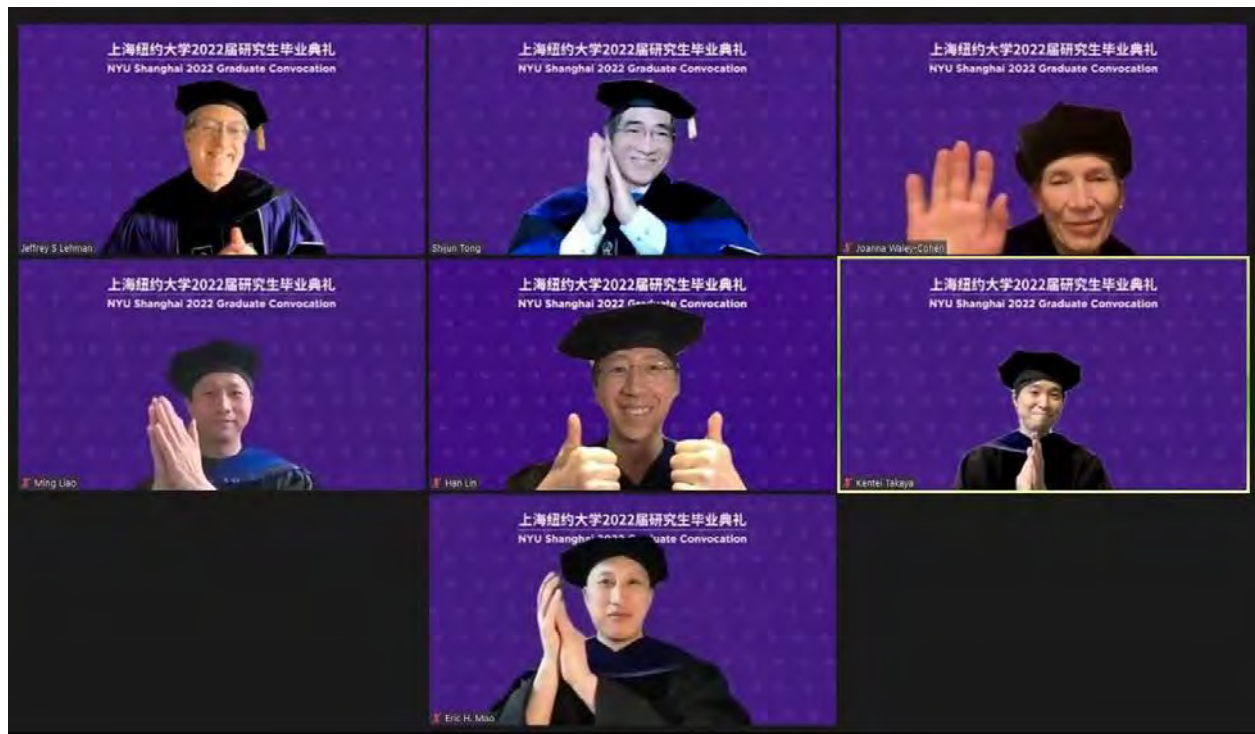 上海纽约大学2022届研究生毕业典礼
NYU Shanghai 2022 Graduate Convocation
Jeffrey S Lehman
上海纽约大学2022届研究生毕业典礼
NYU Shanghai 2022 Graduate Convocation
Shijun Tong
上海纽约大学2022届研究生毕业典礼
NYU Shanghai 2022 Graduate Convocation
Joanna Waley-Cohen
上海纽约大学2022届研究生毕业典礼
NYU Shanghai 2022 Graduate Convocation
Ming Liao
上海纽约大学2022届研究生毕业典礼
NYU Shanghai 2022 Graduate Convocation
Han Lin
上海纽约大学2022届研究生毕业典礼
NYU Shanghai 2022 Graduate Convocation
Kentei Takaya
上海纽约大学2022届研究生毕业典礼
NYU Shanghai 2022 Graduate Convocation
Eric H. Mao